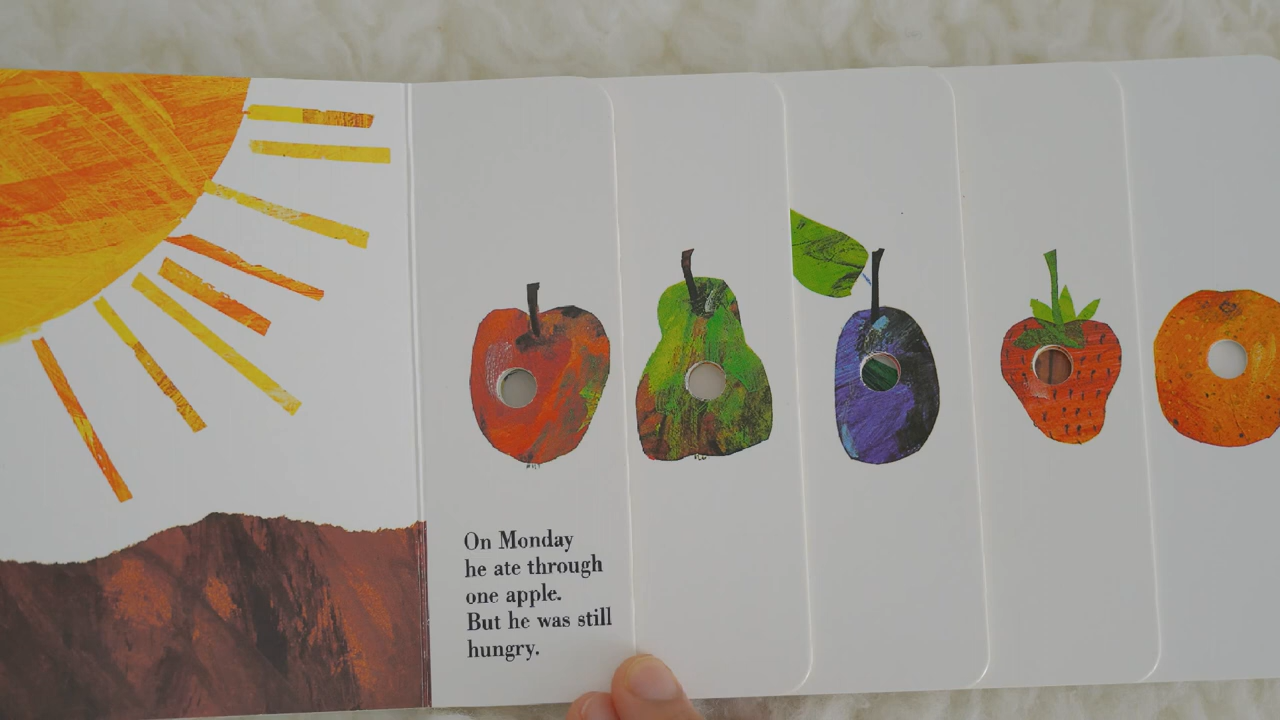 On Monday
he ate through
one apple.
But he was still
hungry.